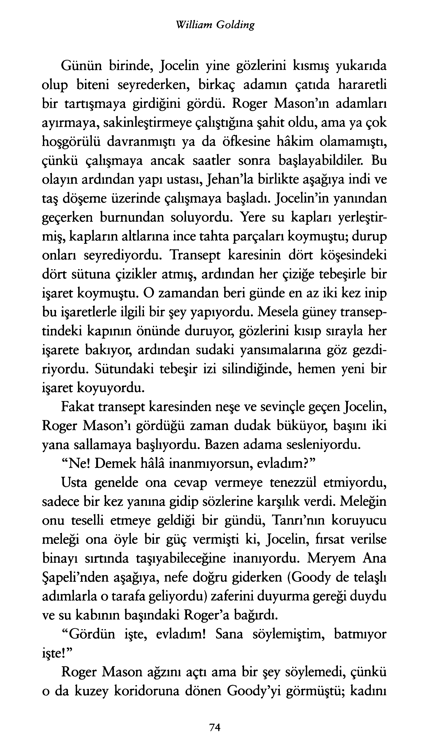 William Golding
Günün birinde, Jocelin yine gözlerini kısmış yukarıda
olup biteni seyrederken, birkaç adamın çatıda hararetli
bir tartışmaya girdiğini gördü. Roger Mason'ın adamları
ayırmaya, sakinleştirmeye çalıştığına şahit oldu, ama ya çok
hoşgörülü davranmıştı ya da öfkesine hâkim olamamıştı,
çünkü çalışmaya ancak saatler sonra başlayabildiler. Bu
olayın ardından yapı ustası, Jehan'la birlikte aşağıya indi ve
taş döşeme üzerinde çalışmaya başladı. Jocelin'in yanından
geçerken burnundan soluyordu. Yere su kapları yerleştir-
miş, kapların altlarına ince tahta parçaları koymuştu; durup
onları seyrediyordu. Transept karesinin dört köşesindeki
dört sütuna çizikler atmış, ardından her çiziğe tebeşirle bir
işaret koymuştu. O zamandan beri günde en az iki kez inip
bu işaretlerle ilgili bir şey yapıyordu. Mesela güney transep-
tindeki kapının önünde duruyor, gözlerini kısıp sırayla her
işarete bakıyor, ardından sudaki yansımalarına göz gezdi-
riyordu. Sütundaki tebeşir izi silindiğinde, hemen yeni bir
işaret koyuyordu.
Fakat transept karesinden neşe ve sevinçle geçen Jocelin,
Roger Mason'ı gördüğü zaman dudak büküyor, başını iki
yana sallamaya başlıyordu. Bazen adama sesleniyordu.
"Ne! Demek hâlâ inanmıyorsun, evladım?"
Usta genelde ona cevap vermeye tenezzül etmiyordu,
sadece bir kez yanına gidip sözlerine karşılık verdi. Meleğin
onu teselli etmeye geldiği bir gündü, Tanrı'nın koruyucu
meleği ona öyle bir güç vermişti ki, Jocelin, fırsat verilse
binayı sırtında taşıyabileceğine inanıyordu. Meryem Ana
Şapeli'nden aşağıya, nefe doğru giderken (Goody de telaşlı
adımlarla o tarafa geliyordu) zaferini duyurma gereği duydu
ve su kabının başındaki Roger'a bağırdı.
"Gördün işte, evladım! Sana söylemiştim, batmıyor
işte!"
Roger Mason ağzını açtı ama bir şey söylemedi, çünkü
o da kuzey koridoruna dönen Goody'yi görmüştü; kadını
74